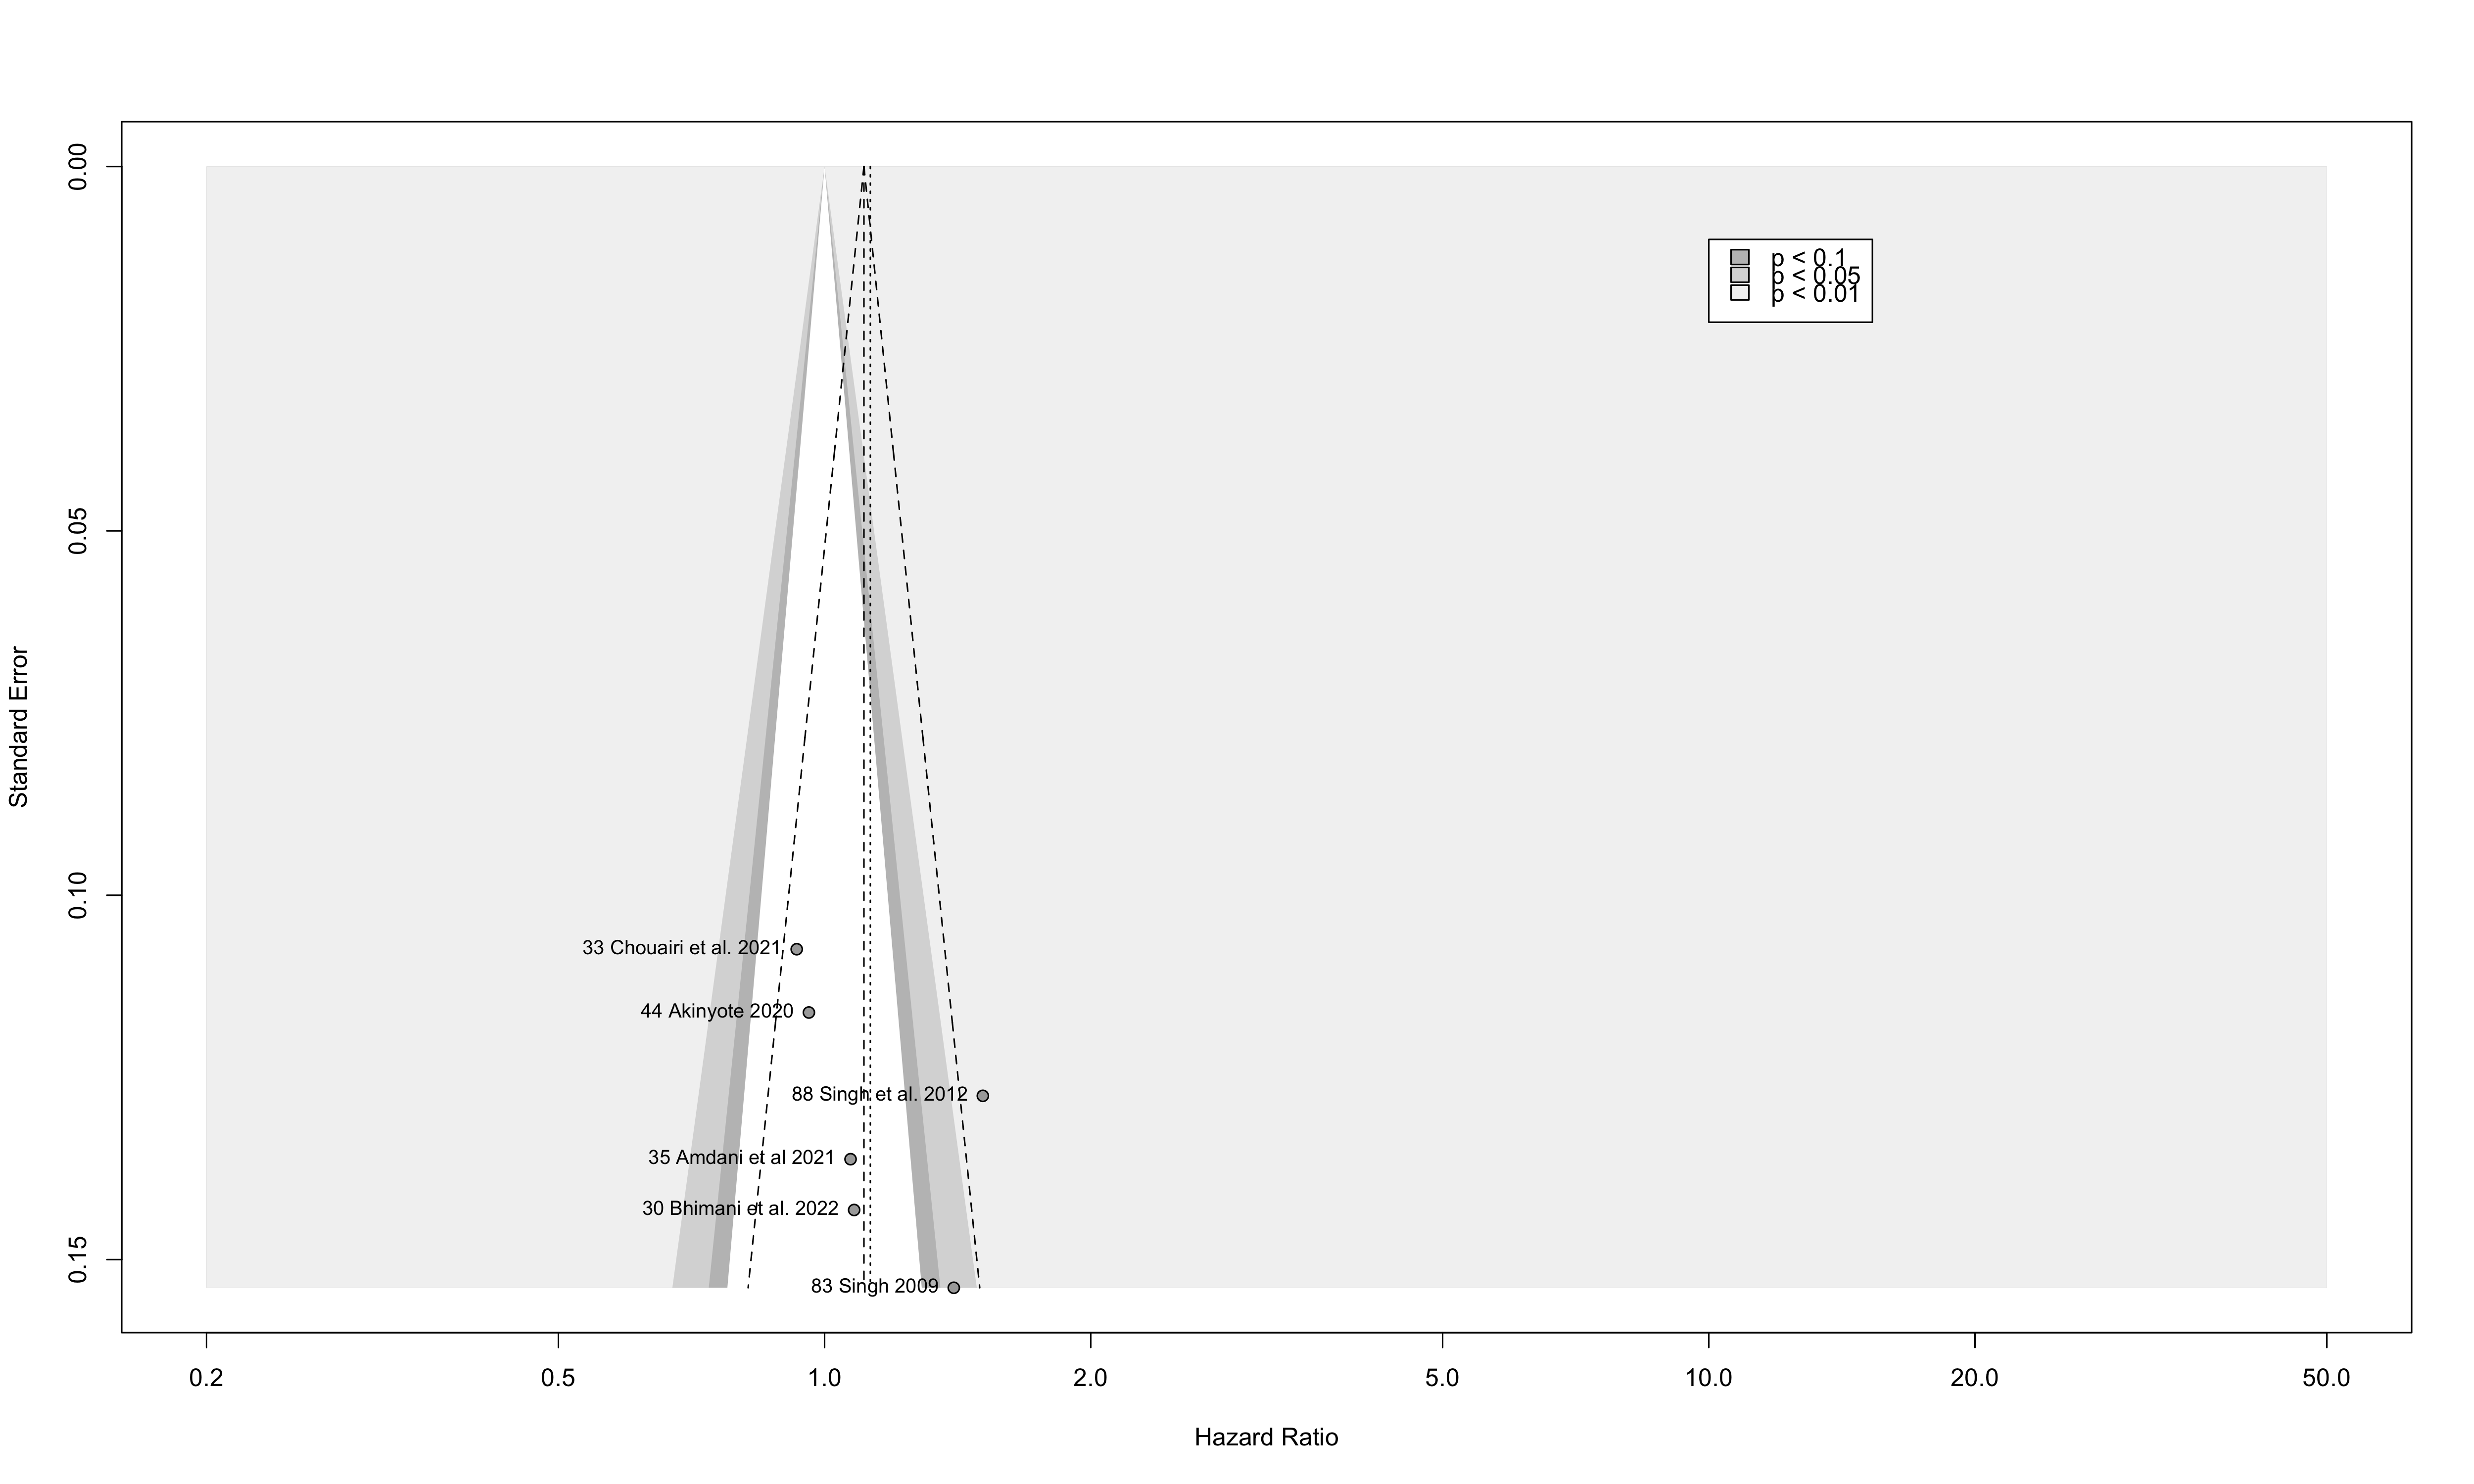 0.00
0.05
0.10
0.15
Standard Error
p < 0.1
p < 0.05
p < 0.01
33 Chouairi et al. 2021
44 Akinyote 2020
88 Singh et al. 2012
35 Amdani et al 2021
30 Bhimani et al. 2022
83 Singh 2009
0.2 0.5 1.0 2.0 5.0 10.0 20.0 50.0
Hazard Ratio